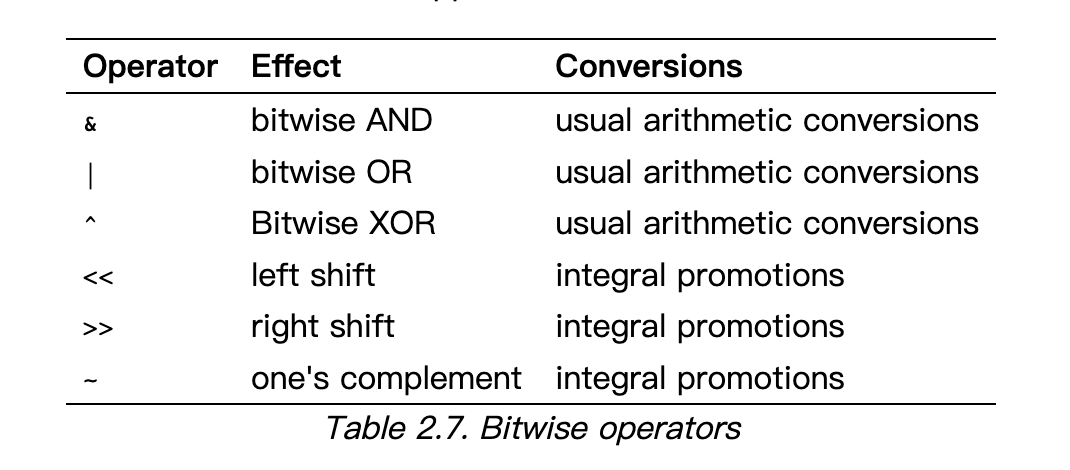 Operator Effect Conversions
& bitwise AND usual arithmetic conversions
| bitwise OR usual arithmetic conversions
^ Bitwise XOR usual arithmetic conversions
<< left shift integral promotions
>> right shift integral promotions
~ one's complement integral promotions
Table 2.7. Bitwise operators